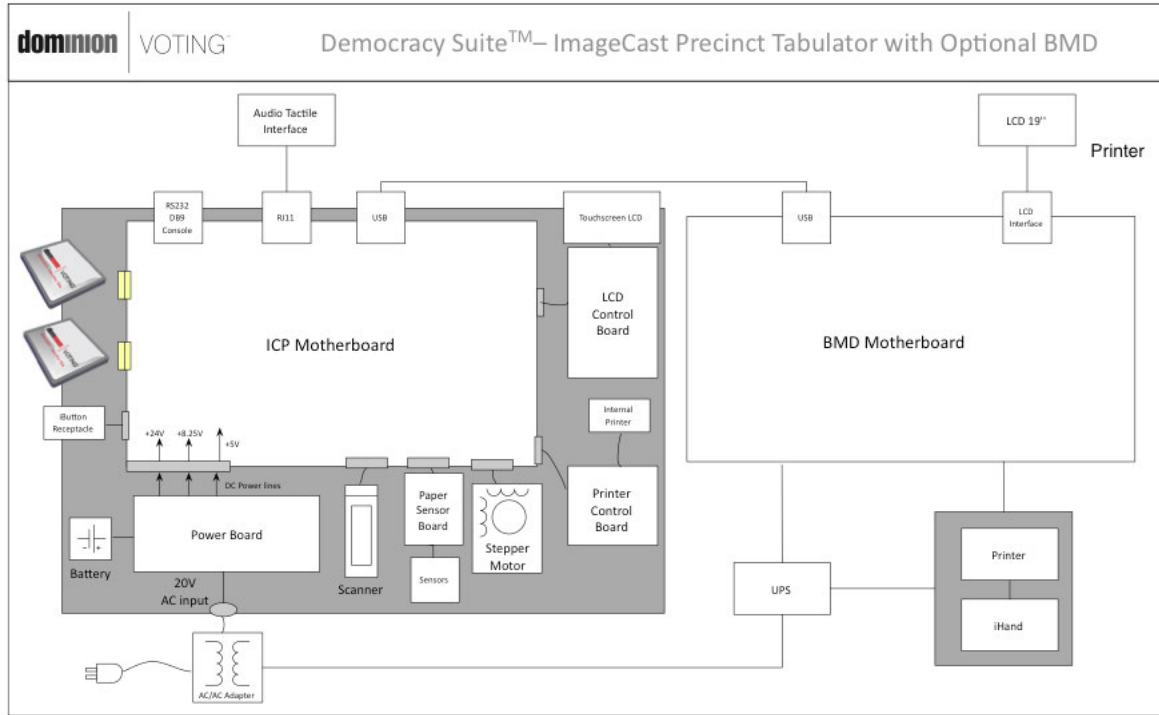 dominion VOTING™ Democracy Suite™– ImageCast Precinct Tabulator with Optional BMD
Audio Tactile
Interface
LCD 19"
Printer
RS232
DB9
Console
RJ11
USB
Touchscreen LCD
USB
LCD
Interface
VOTING
VOTING
LCD
Control
Board
ICP Motherboard
BMD Motherboard
iButton
Receptacle
+24V
+8.25V
+5V
Internal
Printer
DC Power lines
Power Board
Battery
20V
AC input
Scanner
Paper
Sensor
Board
Sensors
Stepper
Motor
Printer
Control
Board
UPS
Printer
iHand
AC/AC Adapter